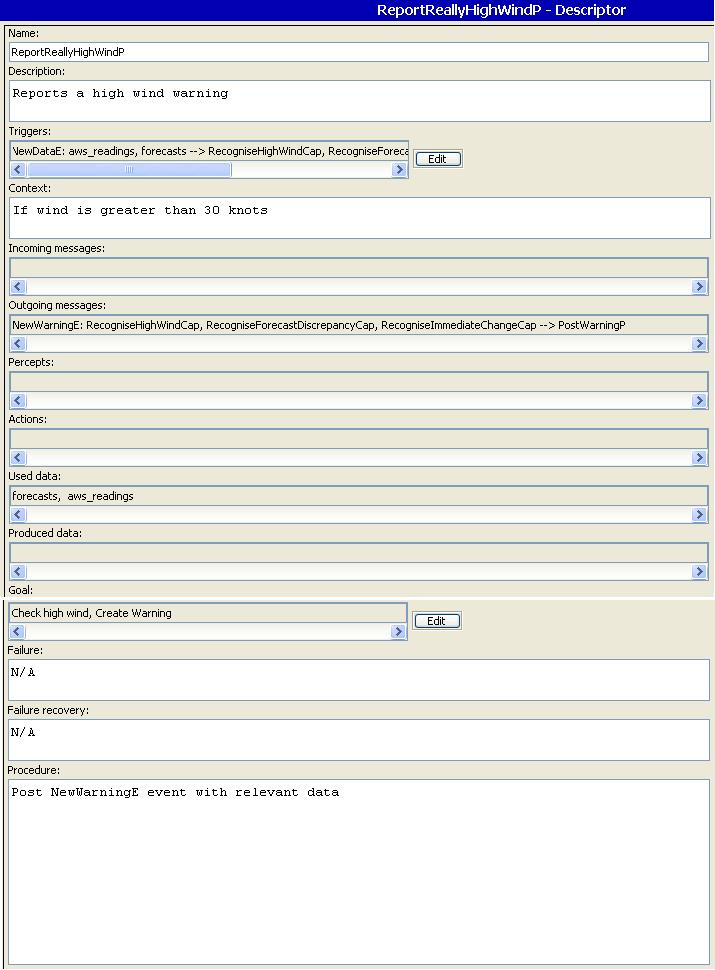 ReportReallyHighWindP - Descriptor
Name:
ReportReallyHighWindP
Description:
Reports a high wind warning
Triggers:
NewDataE: aws_readings, forecasts --> RecogniseHighWindCap, RecogniseForeca
Edit
Context:
If wind is greater than 30 knots
Incoming messages:
Outgoing messages:
NewWarningE: RecogniseHighWindCap, RecogniseForecastDiscrepancyCap, RecogniseImmediateChangeCap --> PostWarningP
Percepts:
Actions:
Used data:
forecasts, aws_readings
Produced data:
Goal:
Check high wind, Create Warning
Edit
Failure:
N/A
Failure recovery:
N/A
Procedure:
Post NewWarningE event with relevant data